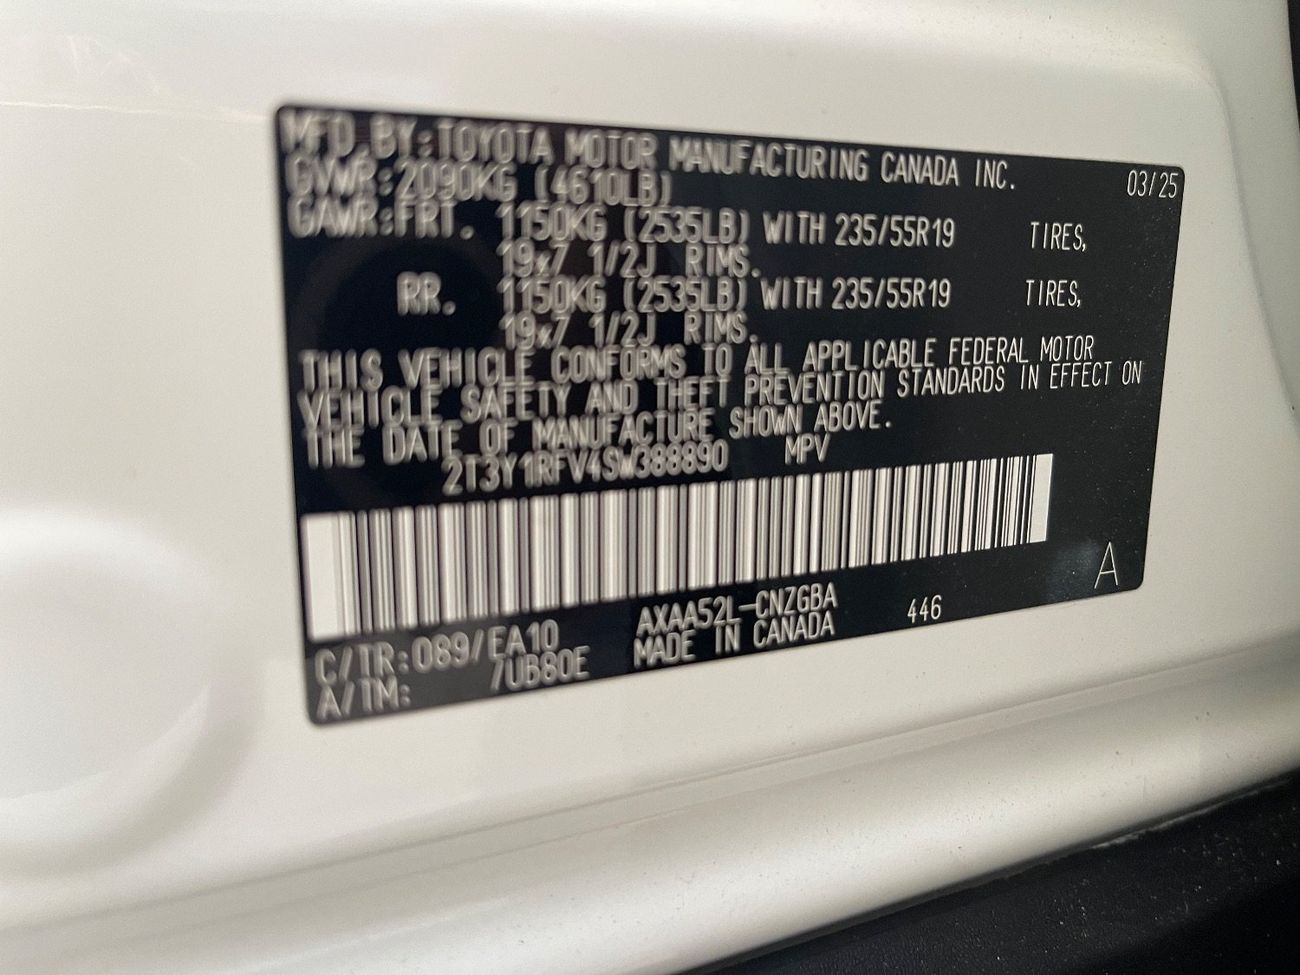 MFD BY:TOYOTA MOTOR MANUFACTURING CANADA INC. 03/25
GVWR:2090KG (4610LB)
GAWR:FRT. 1150KG (2535LB) WITH 235/55R19 TIRES,
19x7 1/2J RIMS.
RR. 1150KG (2535LB) WITH 235/55R19 TIRES,
19x7 1/2J RIMS.
THIS VEHICLE CONFORMS TO ALL APPLICABLE FEDERAL MOTOR
VEHICLE SAFETY AND THEFT PREVENTION STANDARDS IN EFFECT ON
THE DATE OF MANUFACTURE SHOWN ABOVE.
2T3Y1RFV4SW388890 MPV
C/TR:089/EA10 AXAA52L-CNZGBA 446 A
A/TM: /UB80E MADE IN CANADA